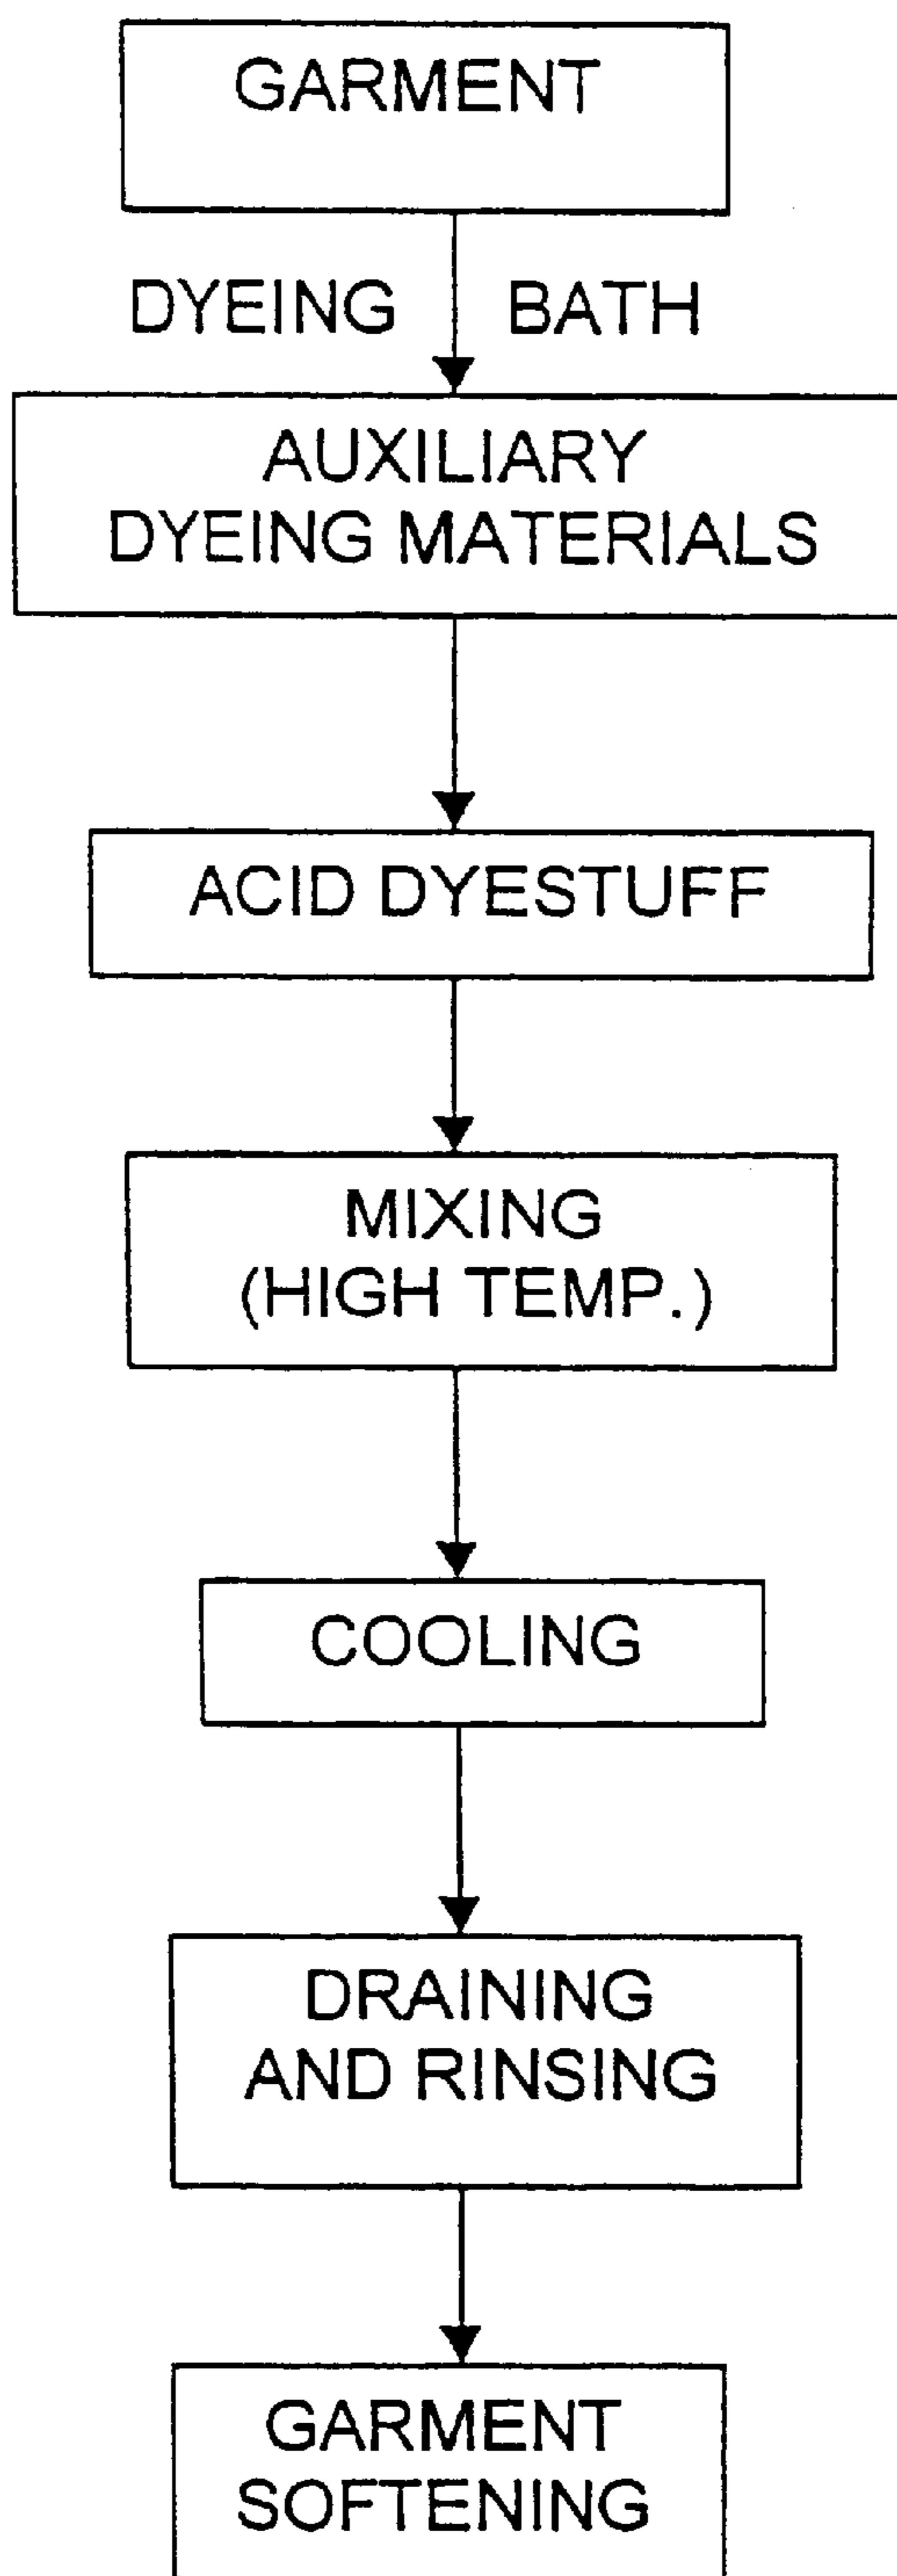 GARMENT
DYEING BATH
AUXILIARY
DYEING MATERIALS
ACID DYESTUFF
MIXING
(HIGH TEMP.)
COOLING
DRAINING
AND RINSING
GARMENT
SOFTENING